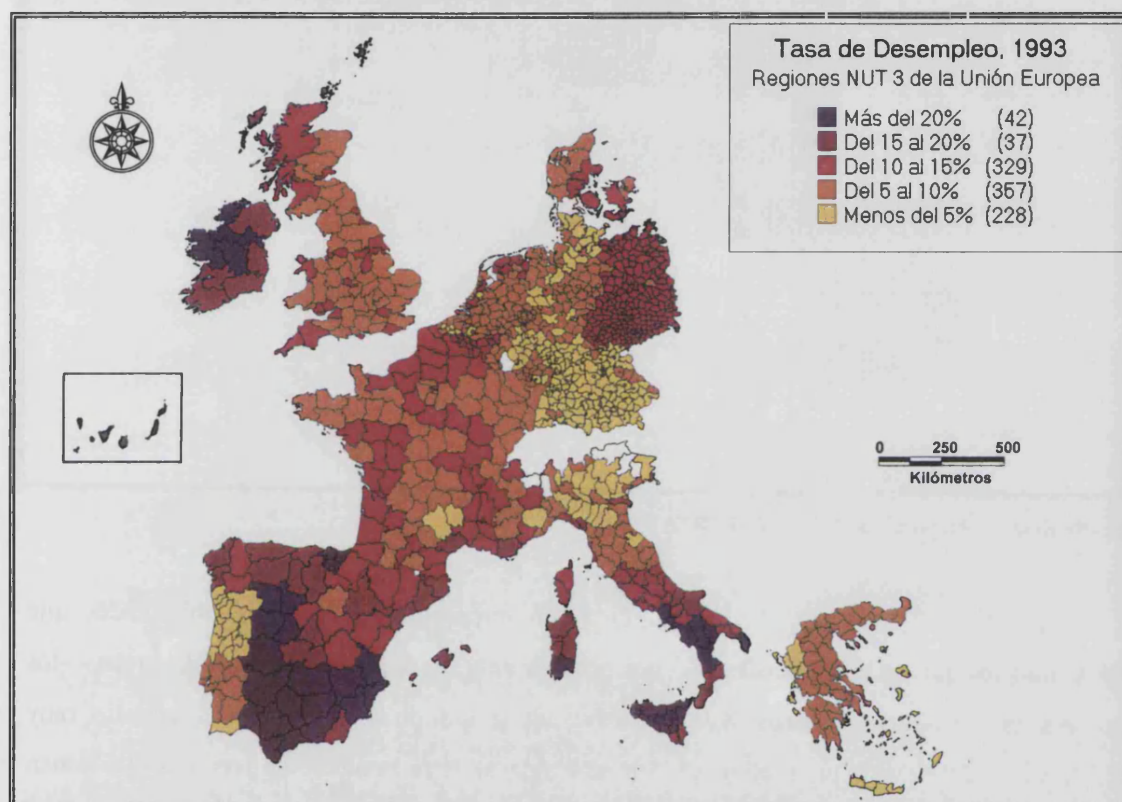 Tasa de Desempleo, 1993
Regiones NUT 3 de la Unión Europea
Más del 20% (42)
Del 15 al 20% (37)
Del 10 al 15% (329)
Del 5 al 10% (357)
Menos del 5% (228)
0 250 500
Kilómetros